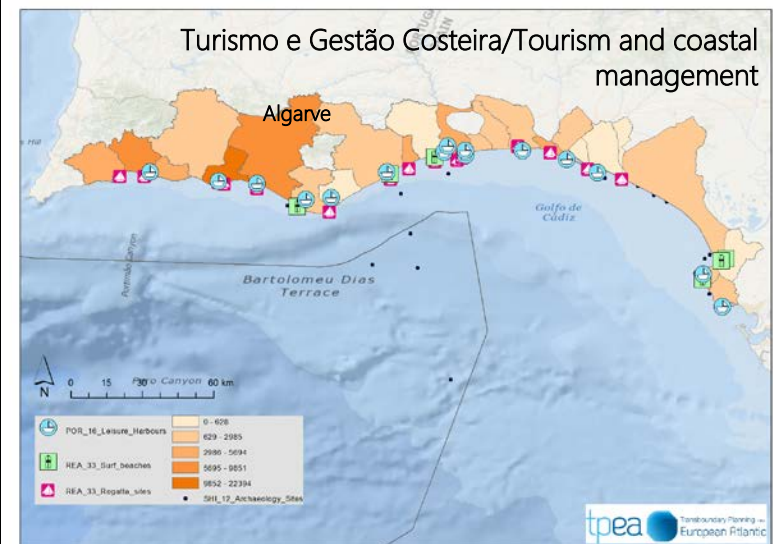 Turismo e Gestão Costeira/Tourism and coastal
management
PORTUGAL
SPAIN
Algarve
Golfo de
Cádiz
Portimão Canyon
Bartolomeu Dias
Terrace
Faro Canyon
N
0 15 30 60 km
POR_16_Leisure_Harbours
REA_33_Surf_beaches
REA_33_Regatta_sites
0 - 628
629 - 2985
2986 - 5694
5695 - 9851
9852 - 22394
SHI_12_Archaeology_Sites
tpea
Transboundary Planning
European Atlantic